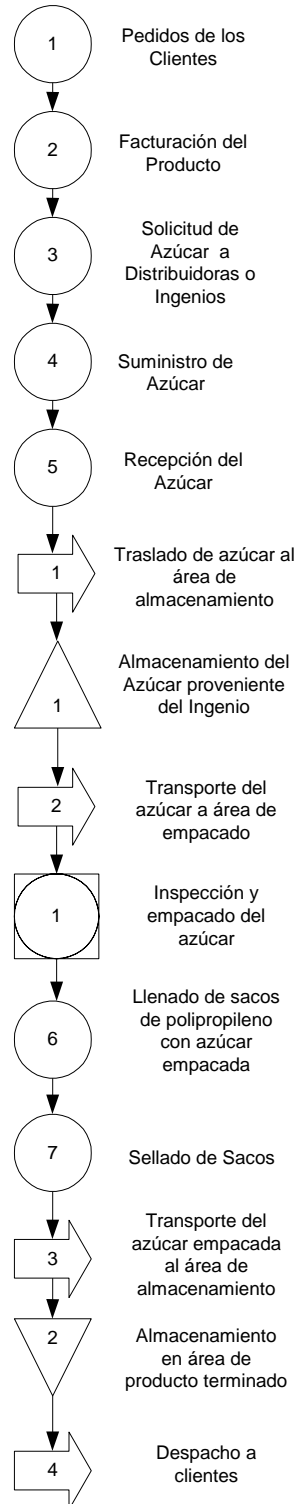 1
Pedidos de los
Clientes
2
Facturación del
Producto
3
Solicitud de
Azúcar a
Distribuidoras o
Ingenios
4
Suministro de
Azúcar
5
Recepción del
Azúcar
1
Traslado de azúcar al
área de
almacenamiento
1
Almacenamiento del
Azúcar proveniente
del Ingenio
2
Transporte del
azúcar a área de
empacado
1
Inspección y
empacado del
azúcar
6
Llenado de sacos
de polipropileno
con azúcar
empacada
7
Sellado de Sacos
3
Transporte del
azúcar empacada
al área de
almacenamiento
2
Almacenamiento
en área de
producto terminado
4
Despacho a
clientes